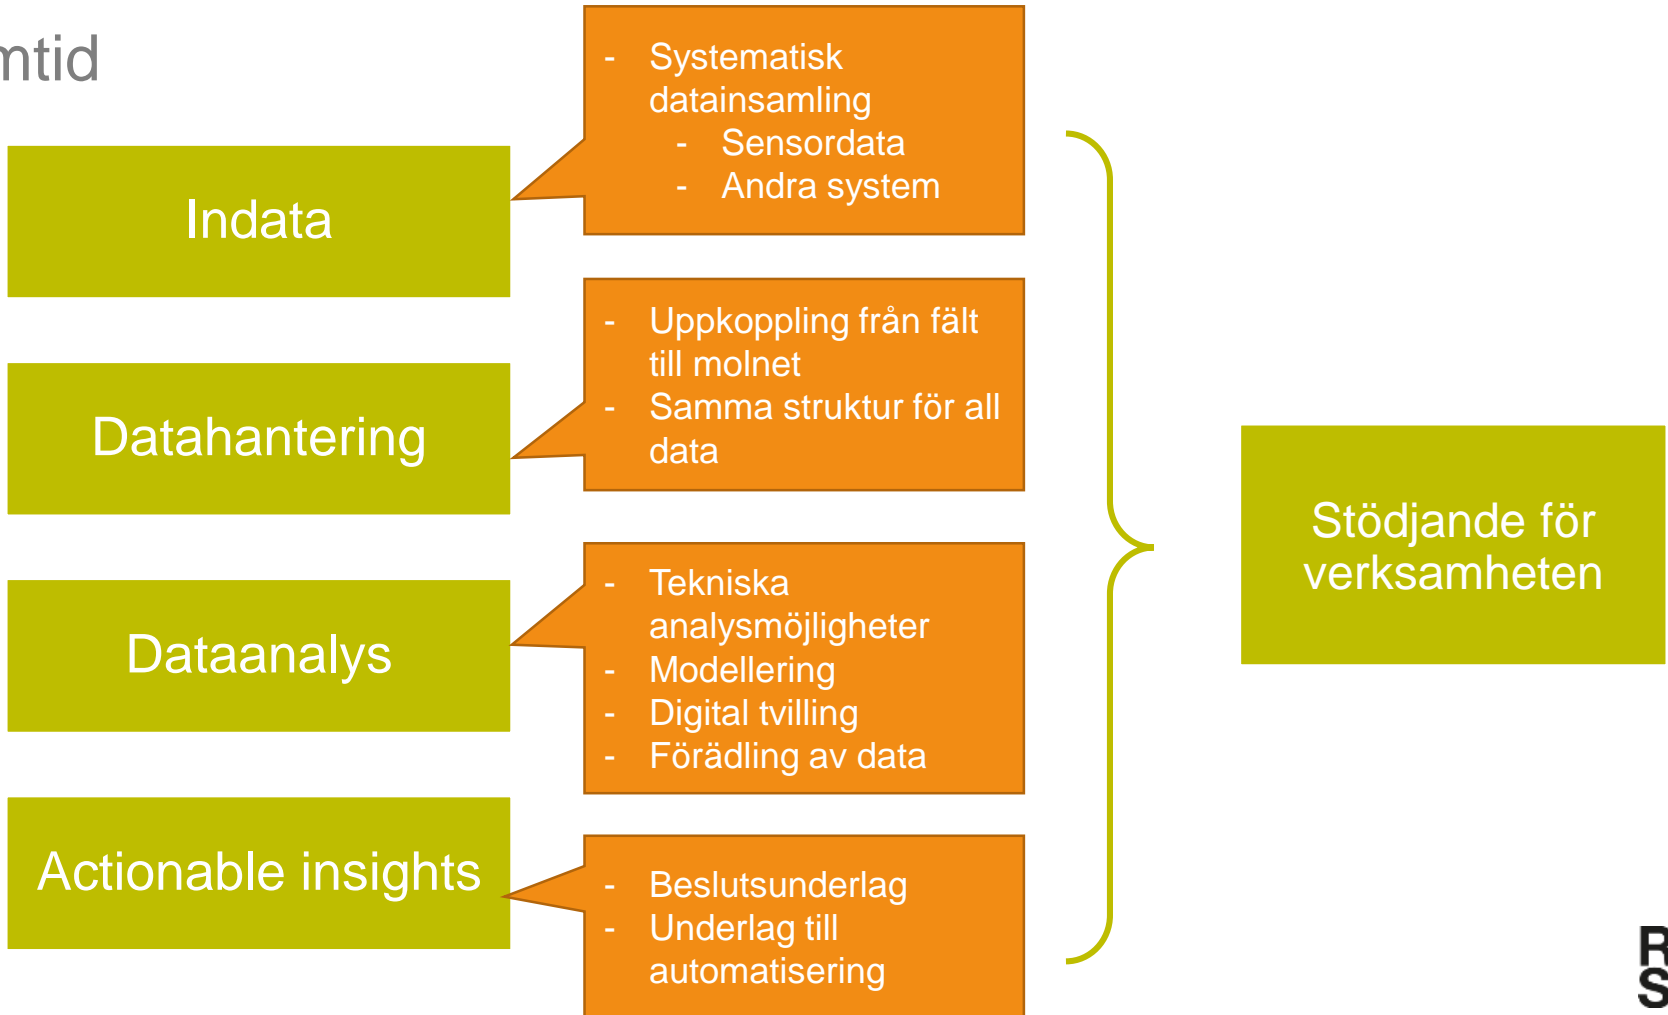 mtid
Indata
- Systematisk
datainsamling
- Sensordata
- Andra system
Datahantering
- Uppkoppling från fält
till molnet
- Samma struktur för all
data
Dataanalys
- Tekniska
analysmöjligheter
- Modellering
- Digital tvilling
- Förädling av data
Actionable insights
- Beslutsunderlag
- Underlag till
automatisering
Stödjande för
verksamheten
R
S